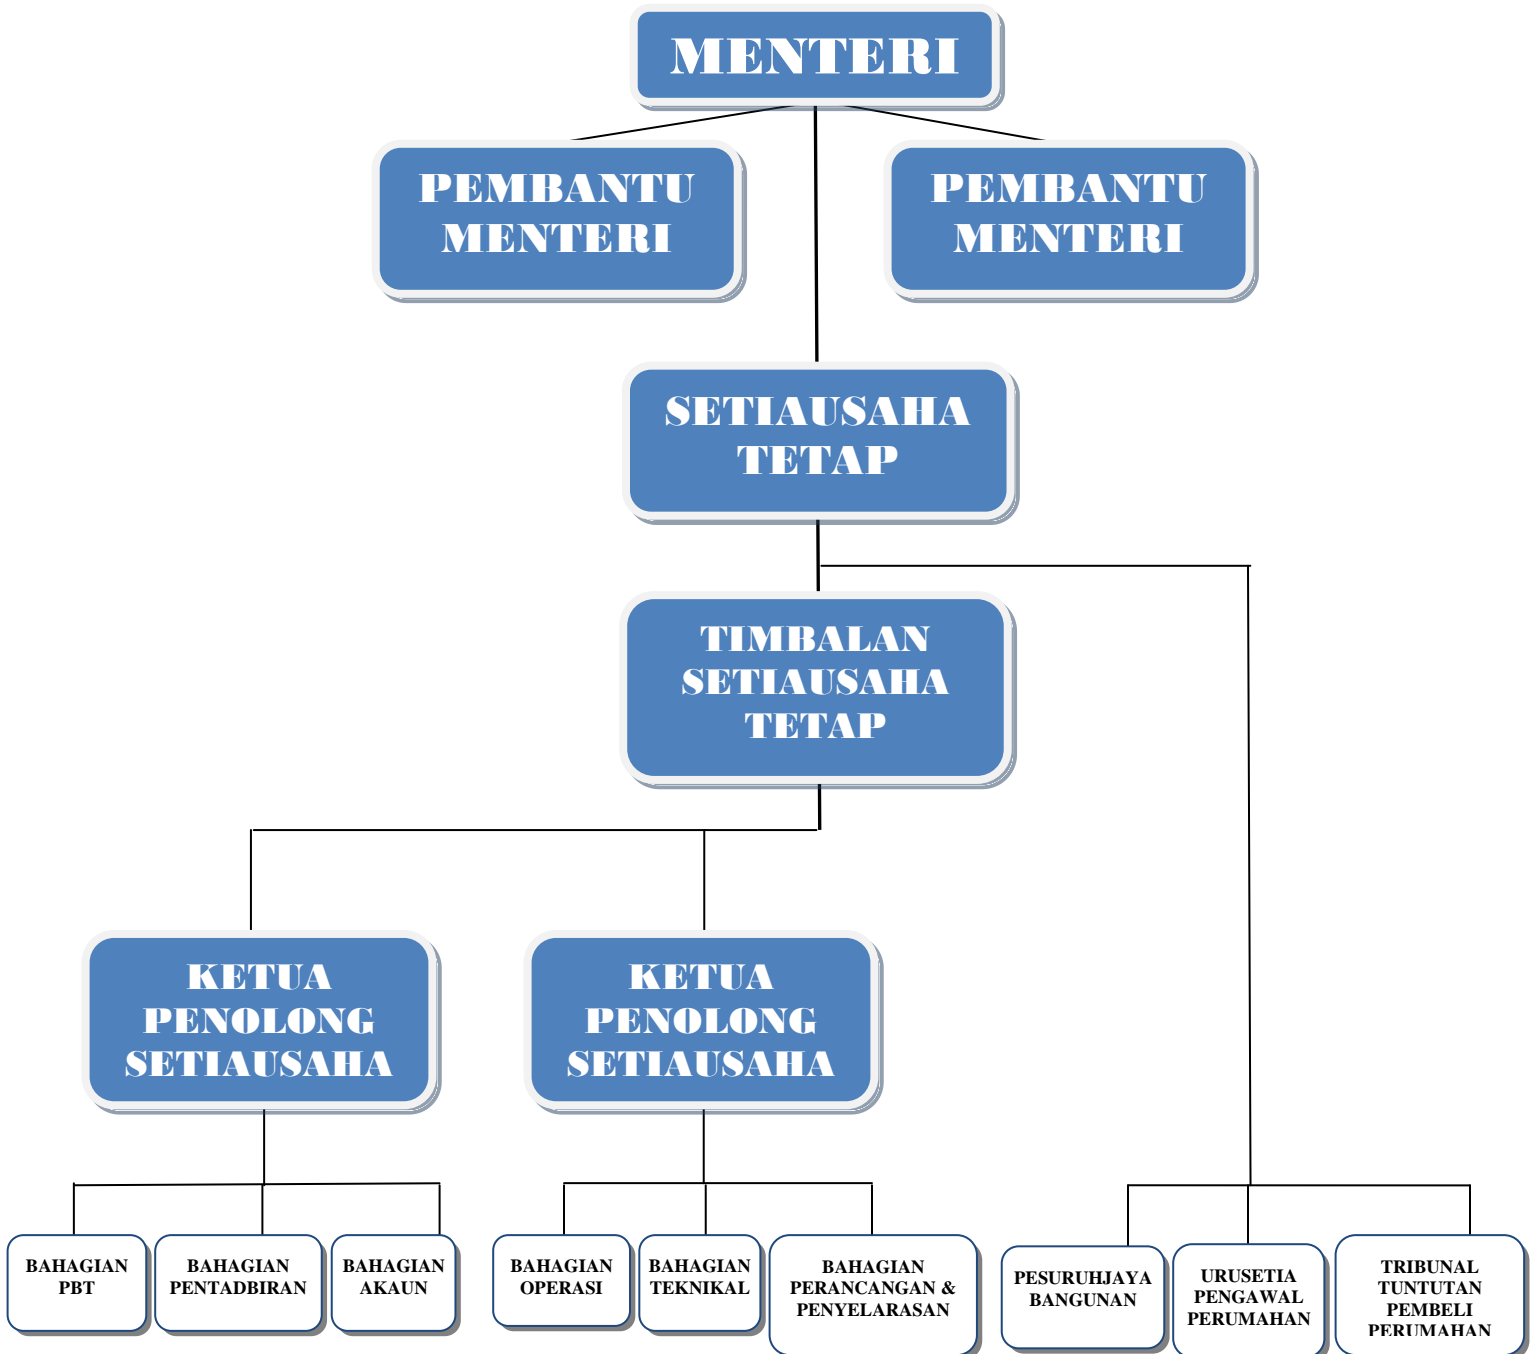 MENTERI
PEMBANTU
MENTERI
PEMBANTU
MENTERI
SETIAUSAHA
TETAP
TIMBALAN
SETIAUSAHA
TETAP
KETUA
PENOLONG
SETIAUSAHA
KETUA
PENOLONG
SETIAUSAHA
BAHAGIAN
PBT
BAHAGIAN
PENTADBIRAN
BAHAGIAN
AKAUN
BAHAGIAN
OPERASI
BAHAGIAN
TEKNIKAL
BAHAGIAN
PERANCANGAN &
PENYELARASAN
PESURUHJAYA
BANGUNAN
URUSETIA
PENGAWAL
PERUMAHAN
TRIBUNAL
TUNTUTAN
PEMBELI
PERUMAHAN